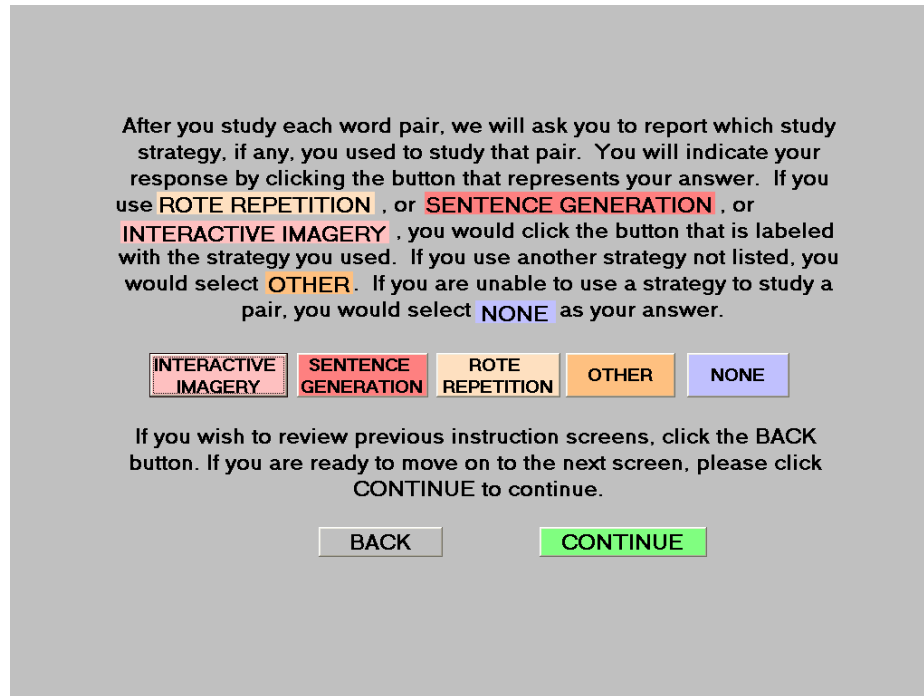 After you study each word pair, we will ask you to report which study
strategy, if any, you used to study that pair. You will indicate your
response by clicking the button that represents your answer. If you
use ROTE REPETITION , or SENTENCE GENERATION , or
INTERACTIVE IMAGERY , you would click the button that is labeled
with the strategy you used. If you use another strategy not listed, you
would select OTHER. If you are unable to use a strategy to study a
pair, you would select NONE as your answer.
INTERACTIVE IMAGERY
SENTENCE GENERATION
ROTE REPETITION
OTHER
NONE
If you wish to review previous instruction screens, click the BACK
button. If you are ready to move on to the next screen, please click
CONTINUE to continue.
BACK
CONTINUE